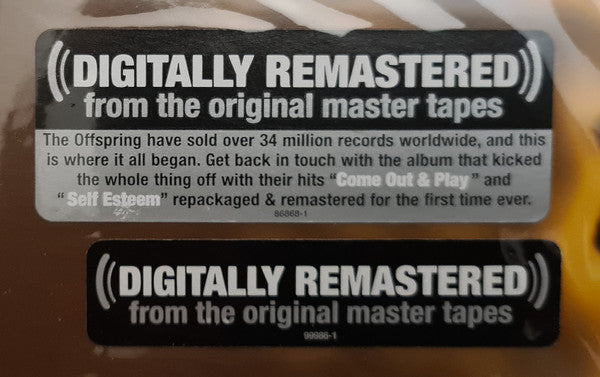 ((DIGITALLY REMASTERED))
from the original master tapes
The Offspring have sold over 34 million records worldwide, and this
is where it all began. Get back in touch with the album that kicked
the whole thing off with their hits “Come Out & Play” and
“Self Esteem” repackaged & remastered for the first time ever.
86868-1
((DIGITALLY REMASTERED))
from the original master tapes
99986-1